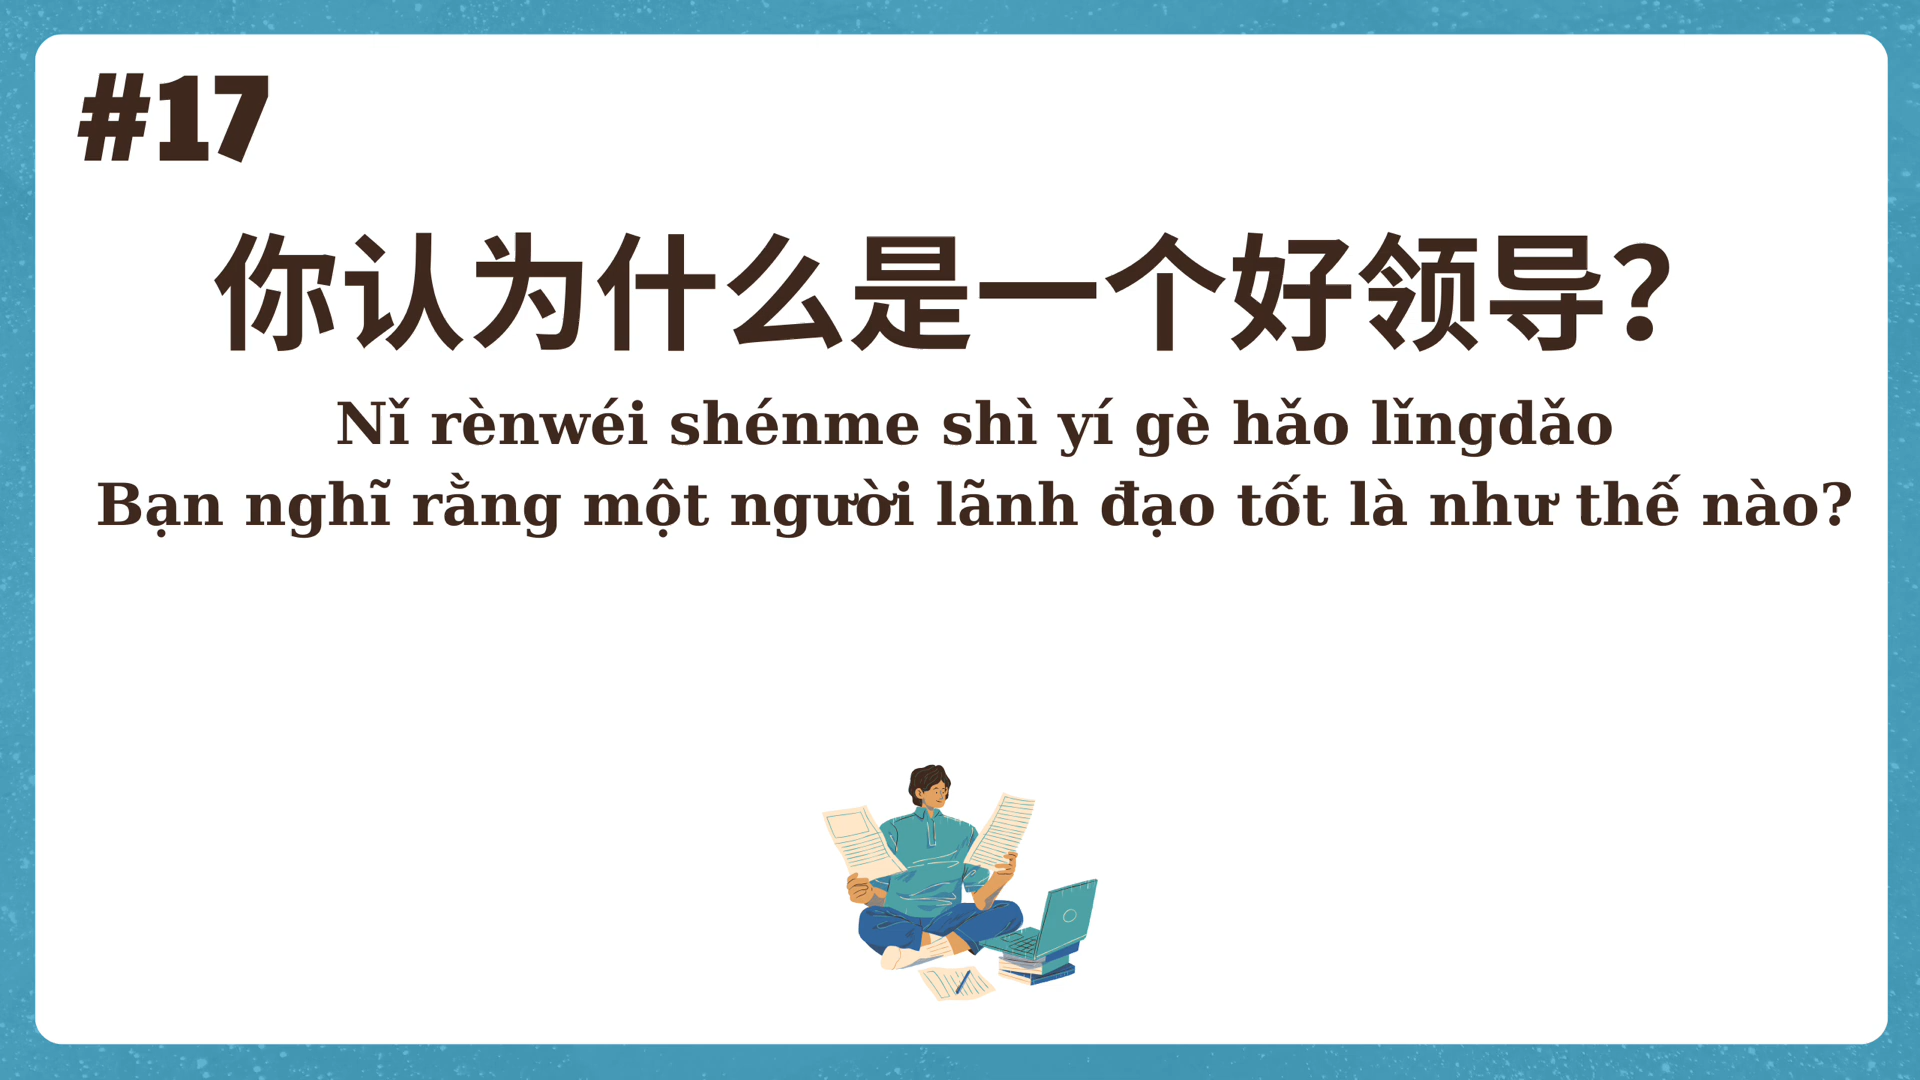 #17
你认为什么是一个好领导？
Nǐ rènwéi shénme shì yí gè hǎo lǐngdǎo
Bạn nghĩ rằng một người lãnh đạo tốt là như thế nào?